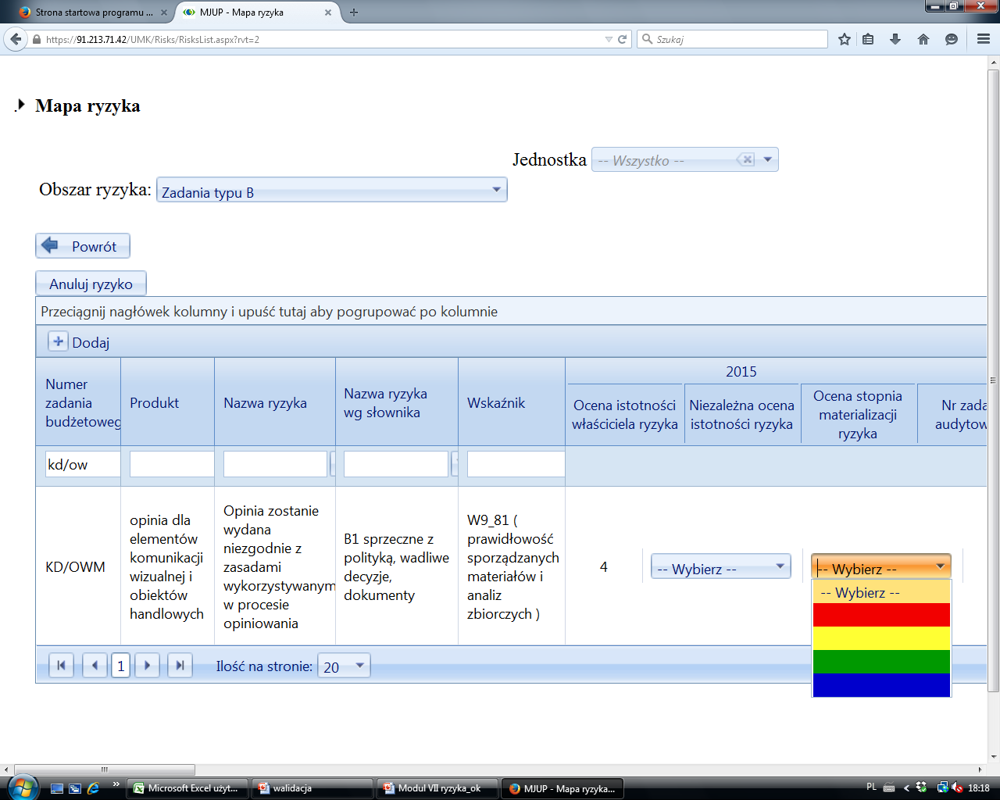 Strona startowa programu ...
MJUP - Mapa ryzyka
https://91.213.71.42/UMK/Risks/RisksList.aspx?rvt=2
Szukaj
Mapa ryzyka
Jednostka
-- Wszystko --
Obszar ryzyka:
Zadania typu B
Powrót
Anuluj ryzyko
Przeciągnij nagłówek kolumny i upuść tutaj aby pogrupować po kolumnie
Dodaj
Numer
zadania
budżetoweg
Produkt
Nazwa ryzyka
Nazwa ryzyka
wg słownika
Wskaźnik
2015
Ocena istotności
właściciela ryzyka
Niezależna ocena
istotności ryzyka
Ocena stopnia
materializacji
ryzyka
Nr zada
audytow
kd/ow
KD/OWM
opinia dla
elementów
komunikacji
wizualnej i
obiektów
handlowych
Opinia zostanie
wydana
niezgodnie z
zasadami
wykorzystywanym
w procesie
opiniowania
B1 sprzeczne z
polityką, wadliwe
decyzje,
dokumenty
W9_81 (
prawidłowość
sporządzanych
materiałów i
analiz
zbiorczych )
4
-- Wybierz --
-- Wybierz --
-- Wybierz --
1
Ilość na stronie:
20
Microsoft Excel użyt...
walidacja
Modul VII ryzyka_ok
MJUP - Mapa ryzyka...
PL
18:18